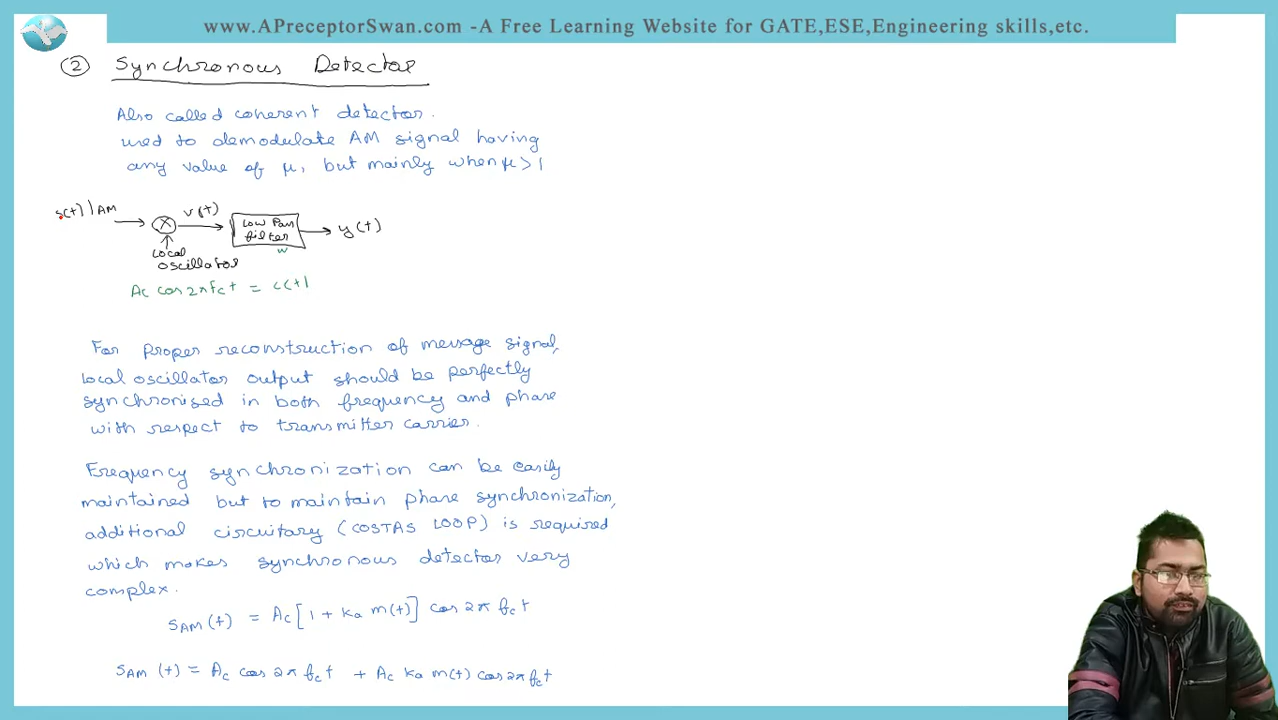 www.APreceptorSwan.com -A Free Learning Website for GATE,ESE,Engineering skills,etc.
(2) Synchronous Detector
Also called coherent detector.
used to demodulate AM signal having
any value of μ, but mainly when μ > 1
s(t)|AM
v(t)
Low Pass
filter
y(t)
Local
oscillator
Ac cos 2πfct = c(t)
For proper reconstruction of message signal,
local oscillator output should be perfectly
synchronised in both frequency and phase
with respect to transmitter carrier.
Frequency synchronization can be easily
maintained but to maintain phase synchronization,
additional circuitary (COSTAS LOOP) is required
which makes synchronous detector very
complex.
SAM(t) = Ac[1 + ka m(t)] cos 2π fct
SAM(t) = Ac cos 2π fct + Ac ka m(t) cos 2π fct